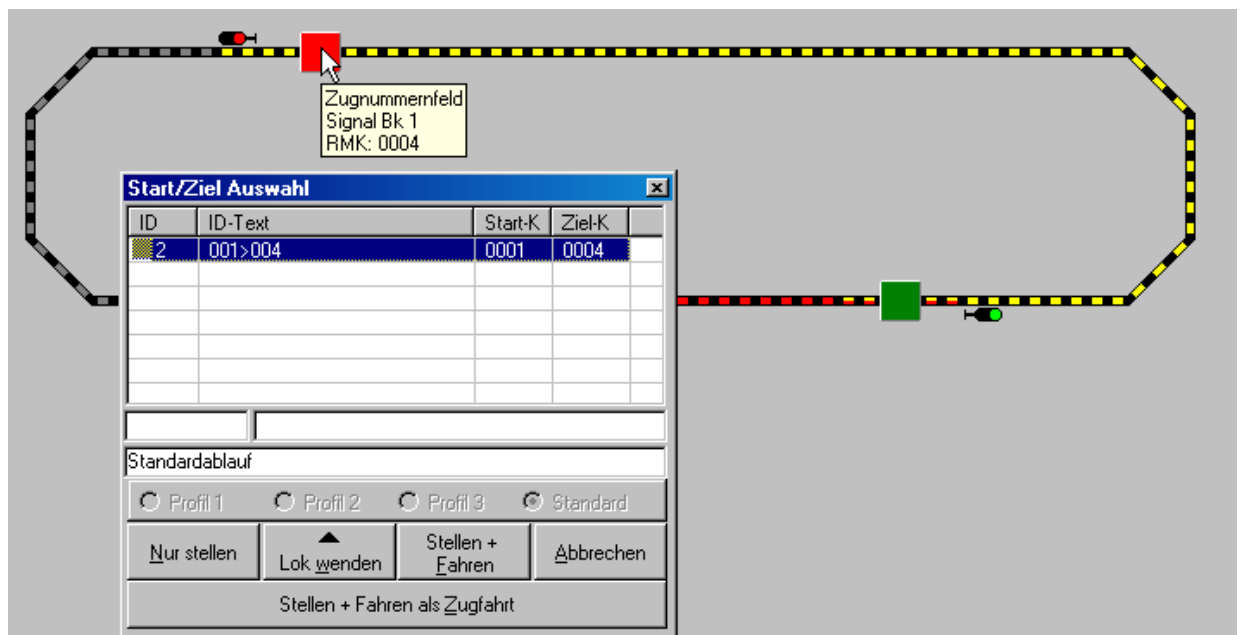 Zugnummernfeld
Signal Bk 1
RMK: 0004
Start/Ziel Auswahl
ID ID-Text Start-K Ziel-K
2 001>004 0001 0004
Standardablauf
Profil 1 Profil 2 Profil 3 Standard
Nur stellen Lok wenden Stellen + Fahren Abbrechen
Stellen + Fahren als Zugfahrt